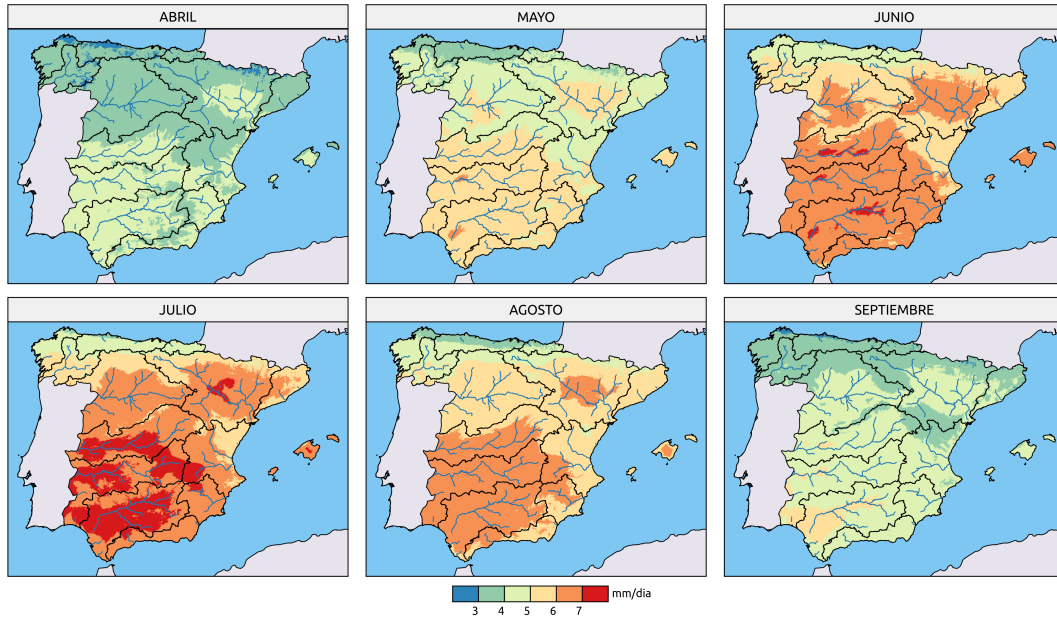 ABRIL
MAYO
JUNIO
JULIO
AGOSTO
SEPTIEMBRE
mm/dia
3 4 5 6 7